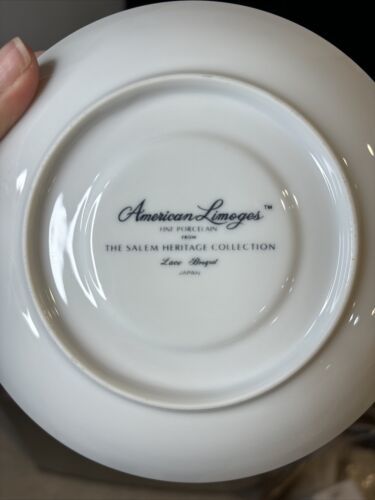 American Limoges™
FINE PORCELAIN
FROM
THE SALEM HERITAGE COLLECTION
Lace Bouquet
JAPAN